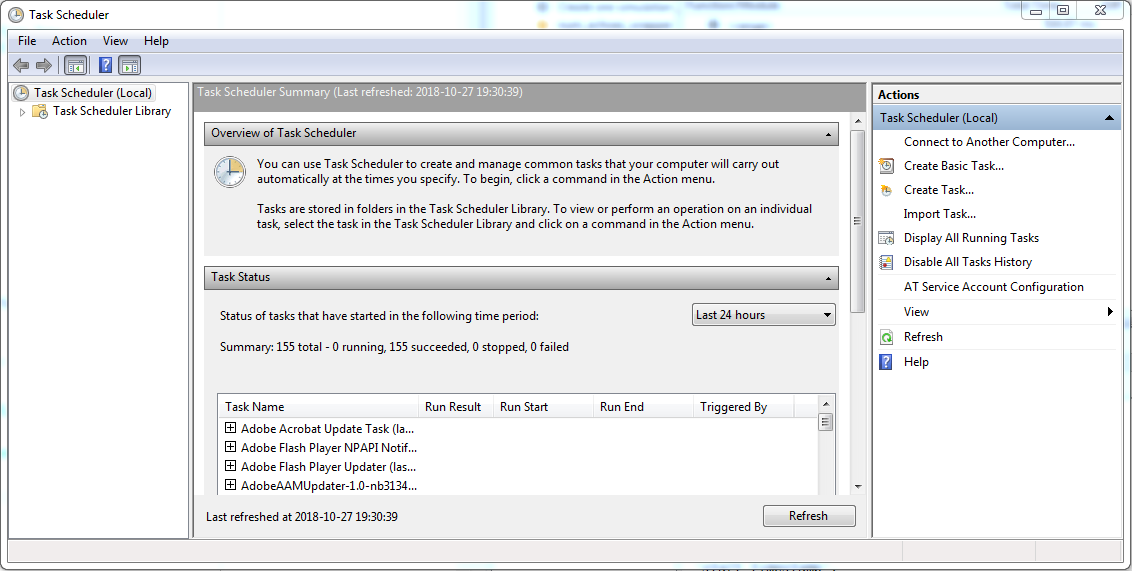 Task Scheduler
File Action View Help
Task Scheduler (Local)
Task Scheduler Library
Task Scheduler Summary (Last refreshed: 2018-10-27 19:30:39)
Overview of Task Scheduler
You can use Task Scheduler to create and manage common tasks that your computer will carry out
automatically at the times you specify. To begin, click a command in the Action menu.
Tasks are stored in folders in the Task Scheduler Library. To view or perform an operation on an individual
task, select the task in the Task Scheduler Library and click on a command in the Action menu.
Task Status
Status of tasks that have started in the following time period:
Last 24 hours
Summary: 155 total - 0 running, 155 succeeded, 0 stopped, 0 failed
Task Name Run Result Run Start Run End Triggered By
Adobe Acrobat Update Task (la...
Adobe Flash Player NPAPI Notif...
Adobe Flash Player Updater (las...
AdobeAAMUpdater-1.0-nb3134...
Last refreshed at 2018-10-27 19:30:39
Refresh
Actions
Task Scheduler (Local)
Connect to Another Computer...
Create Basic Task...
Create Task...
Import Task...
Display All Running Tasks
Disable All Tasks History
AT Service Account Configuration
View
Refresh
Help